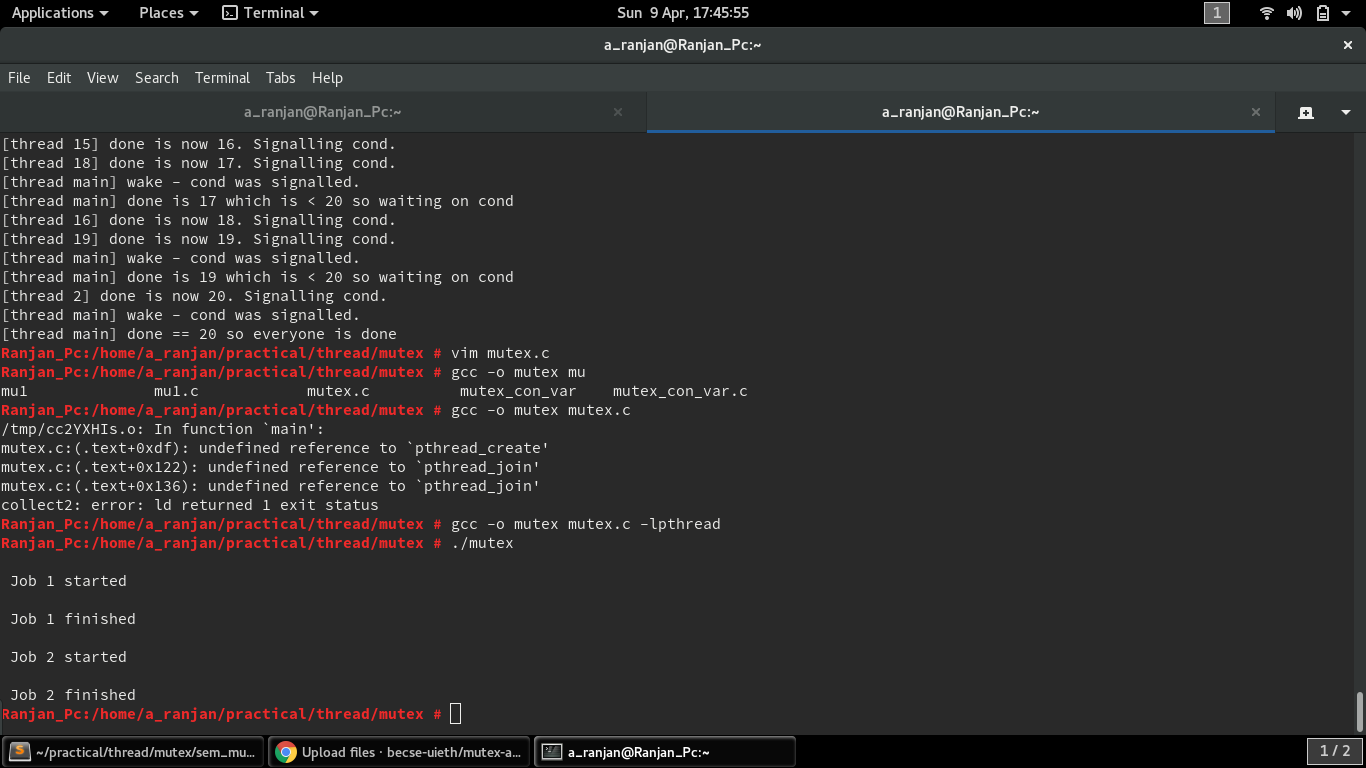 Applications Places Terminal Sun 9 Apr, 17:45:55 1
a_ranjan@Ranjan_Pc:~ ×
File Edit View Search Terminal Tabs Help
a_ranjan@Ranjan_Pc:~ × a_ranjan@Ranjan_Pc:~ ×
[thread 15] done is now 16. Signalling cond.
[thread 18] done is now 17. Signalling cond.
[thread main] wake – cond was signalled.
[thread main] done is 17 which is < 20 so waiting on cond
[thread 16] done is now 18. Signalling cond.
[thread 19] done is now 19. Signalling cond.
[thread main] wake – cond was signalled.
[thread main] done is 19 which is < 20 so waiting on cond
[thread 2] done is now 20. Signalling cond.
[thread main] wake – cond was signalled.
[thread main] done == 20 so everyone is done
Ranjan_Pc:/home/a_ranjan/practical/thread/mutex # vim mutex.c
Ranjan_Pc:/home/a_ranjan/practical/thread/mutex # gcc -o mutex mu
mu1 mu1.c mutex.c mutex_con_var mutex_con_var.c
Ranjan_Pc:/home/a_ranjan/practical/thread/mutex # gcc -o mutex mutex.c
/tmp/cc2YXHIs.o: In function `main':
mutex.c:(.text+0xdf): undefined reference to `pthread_create'
mutex.c:(.text+0x122): undefined reference to `pthread_join'
mutex.c:(.text+0x136): undefined reference to `pthread_join'
collect2: error: ld returned 1 exit status
Ranjan_Pc:/home/a_ranjan/practical/thread/mutex # gcc -o mutex mutex.c -lpthread
Ranjan_Pc:/home/a_ranjan/practical/thread/mutex # ./mutex
Job 1 started
Job 1 finished
Job 2 started
Job 2 finished
Ranjan_Pc:/home/a_ranjan/practical/thread/mutex #
~/practical/thread/mutex/sem_mu... Upload files · becse-uieth/mutex-a... a_ranjan@Ranjan_Pc:~ 1 / 2